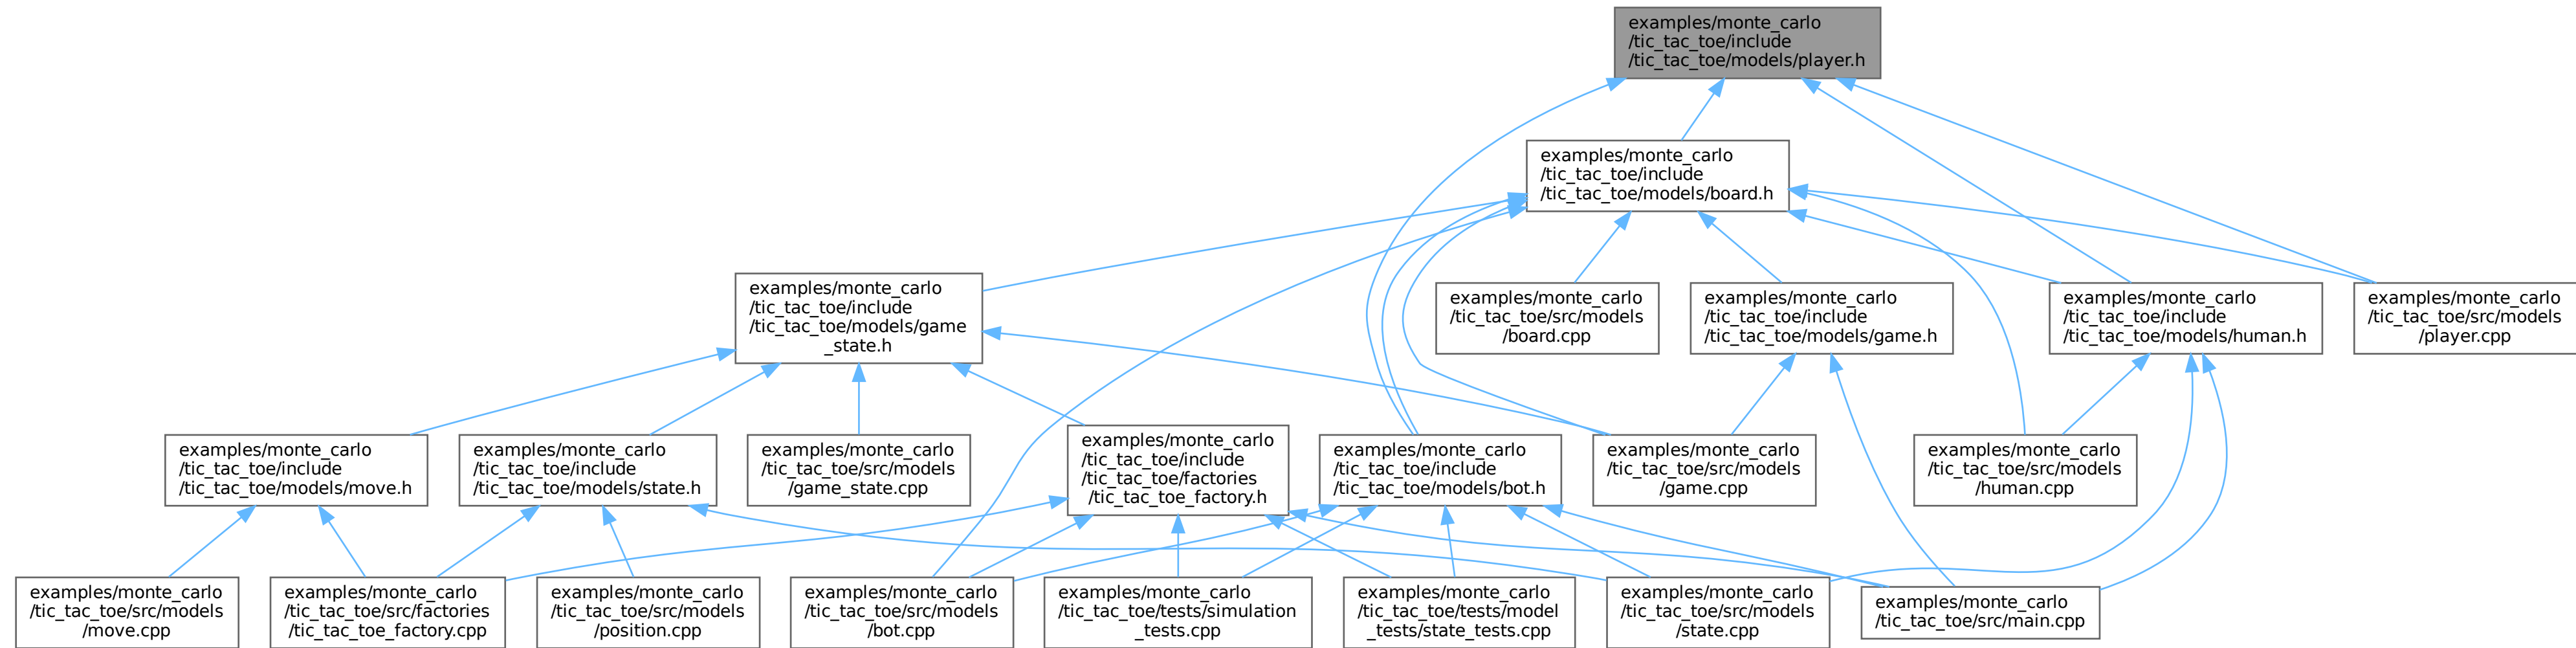 examples/monte_carlo
/tic_tac_toe/include
/tic_tac_toe/models/player.h
examples/monte_carlo
/tic_tac_toe/include
/tic_tac_toe/models/board.h
examples/monte_carlo
/tic_tac_toe/include
/tic_tac_toe/models/game
_state.h
examples/monte_carlo
/tic_tac_toe/src/models
/board.cpp
examples/monte_carlo
/tic_tac_toe/include
/tic_tac_toe/models/game.h
examples/monte_carlo
/tic_tac_toe/include
/tic_tac_toe/models/human.h
examples/monte_carlo
/tic_tac_toe/src/models
/player.cpp
examples/monte_carlo
/tic_tac_toe/include
/tic_tac_toe/models/move.h
examples/monte_carlo
/tic_tac_toe/include
/tic_tac_toe/models/state.h
examples/monte_carlo
/tic_tac_toe/src/models
/game_state.cpp
examples/monte_carlo
/tic_tac_toe/include
/tic_tac_toe/factories
/tic_tac_toe_factory.h
examples/monte_carlo
/tic_tac_toe/include
/tic_tac_toe/models/bot.h
examples/monte_carlo
/tic_tac_toe/src/models
/game.cpp
examples/monte_carlo
/tic_tac_toe/src/models
/human.cpp
examples/monte_carlo
/tic_tac_toe/src/models
/move.cpp
examples/monte_carlo
/tic_tac_toe/src/factories
/tic_tac_toe_factory.cpp
examples/monte_carlo
/tic_tac_toe/src/models
/position.cpp
examples/monte_carlo
/tic_tac_toe/src/models
/bot.cpp
examples/monte_carlo
/tic_tac_toe/tests/simulation
_tests.cpp
examples/monte_carlo
/tic_tac_toe/tests/model
_tests/state_tests.cpp
examples/monte_carlo
/tic_tac_toe/src/models
/state.cpp
examples/monte_carlo
/tic_tac_toe/src/main.cpp